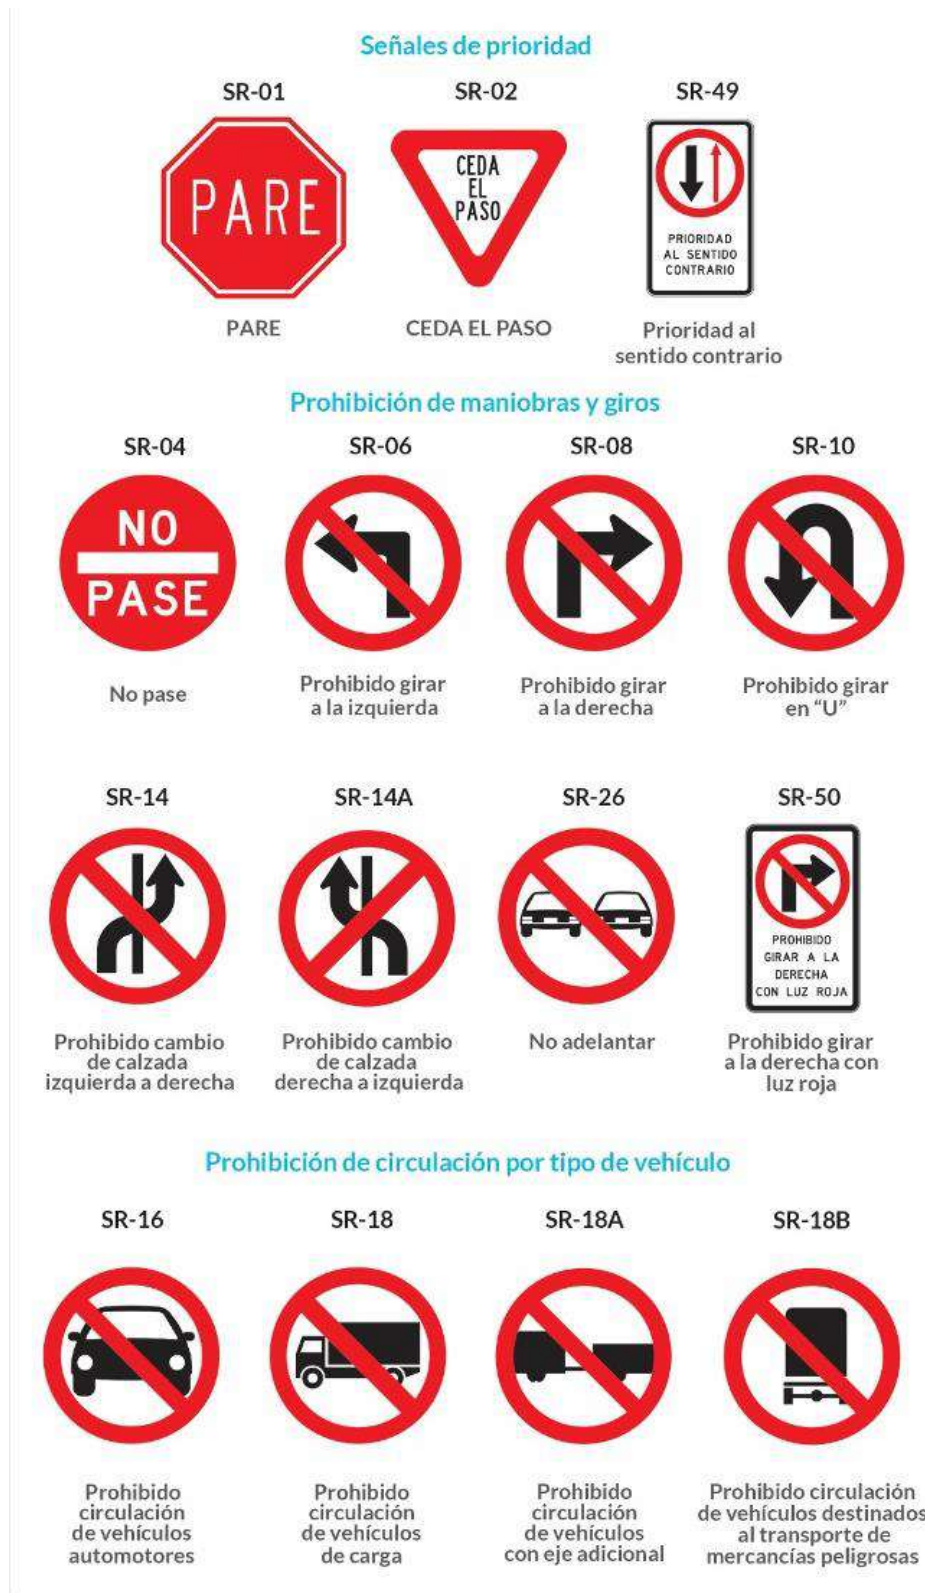 Señales de prioridad
SR-01
SR-02
SR-49
PARE
CEDA
EL
PASO
PRIORIDAD
AL SENTIDO
CONTRARIO
PARE
CEDA EL PASO
Prioridad al
sentido contrario
Prohibición de maniobras y giros
SR-04
SR-06
SR-08
SR-10
NO
PASE
No pase
Prohibido girar
a la izquierda
Prohibido girar
a la derecha
Prohibido girar
en “U”
SR-14
SR-14A
SR-26
SR-50
PROHIBIDO
GIRAR A LA
DERECHA
CON LUZ ROJA
Prohibido cambio
de calzada
izquierda a derecha
Prohibido cambio
de calzada
derecha a izquierda
No adelantar
Prohibido girar
a la derecha con
luz roja
Prohibición de circulación por tipo de vehículo
SR-16
SR-18
SR-18A
SR-18B
Prohibido
circulación
de vehículos
automotores
Prohibido
circulación
de vehículos
de carga
Prohibido
circulación
de vehículos
con eje adicional
Prohibido circulación
de vehículos destinados
al transporte de
mercancías peligrosas